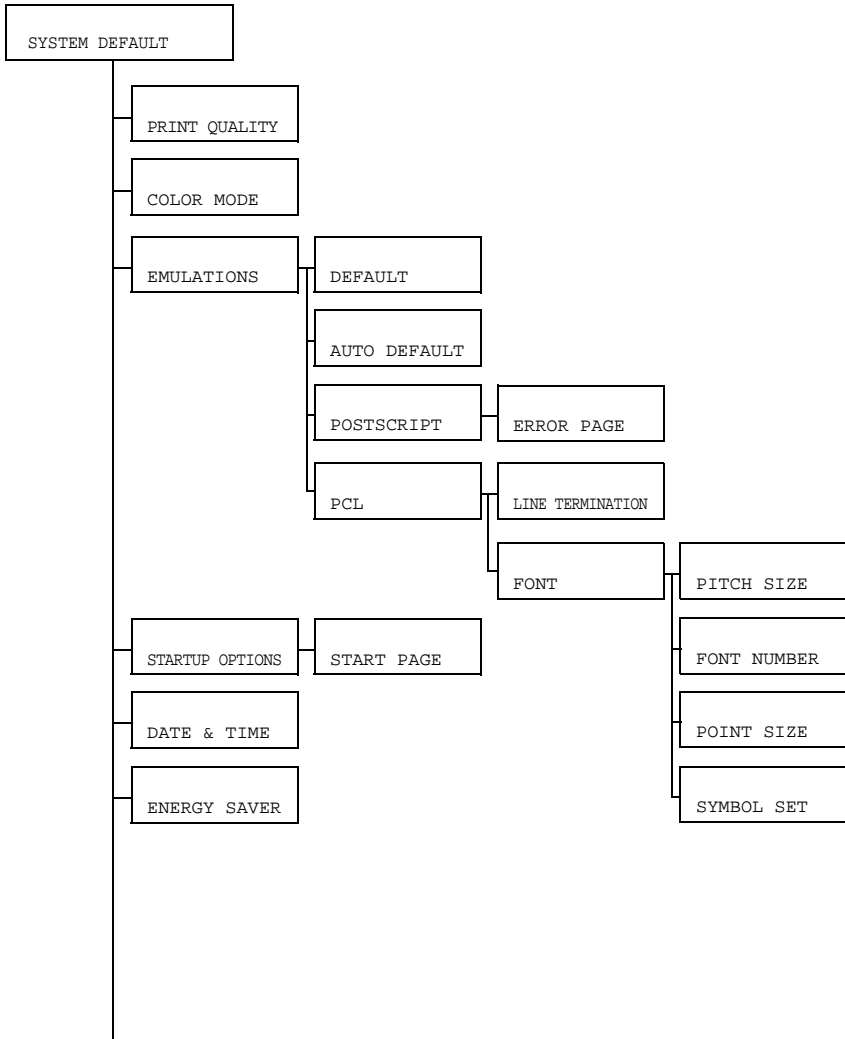 SYSTEM DEFAULT
PRINT QUALITY
COLOR MODE
EMULATIONS
DEFAULT
AUTO DEFAULT
POSTSCRIPT
ERROR PAGE
PCL
LINE TERMINATION
FONT
PITCH SIZE
STARTUP OPTIONS
START PAGE
FONT NUMBER
DATE & TIME
POINT SIZE
ENERGY SAVER
SYMBOL SET